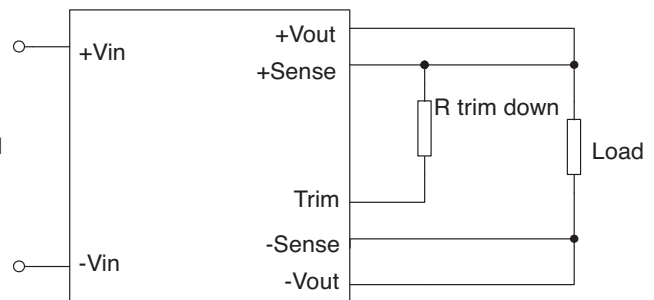 +Vout
+Vin
+Sense
R trim down
Load
Trim
-Sense
-Vin
-Vout